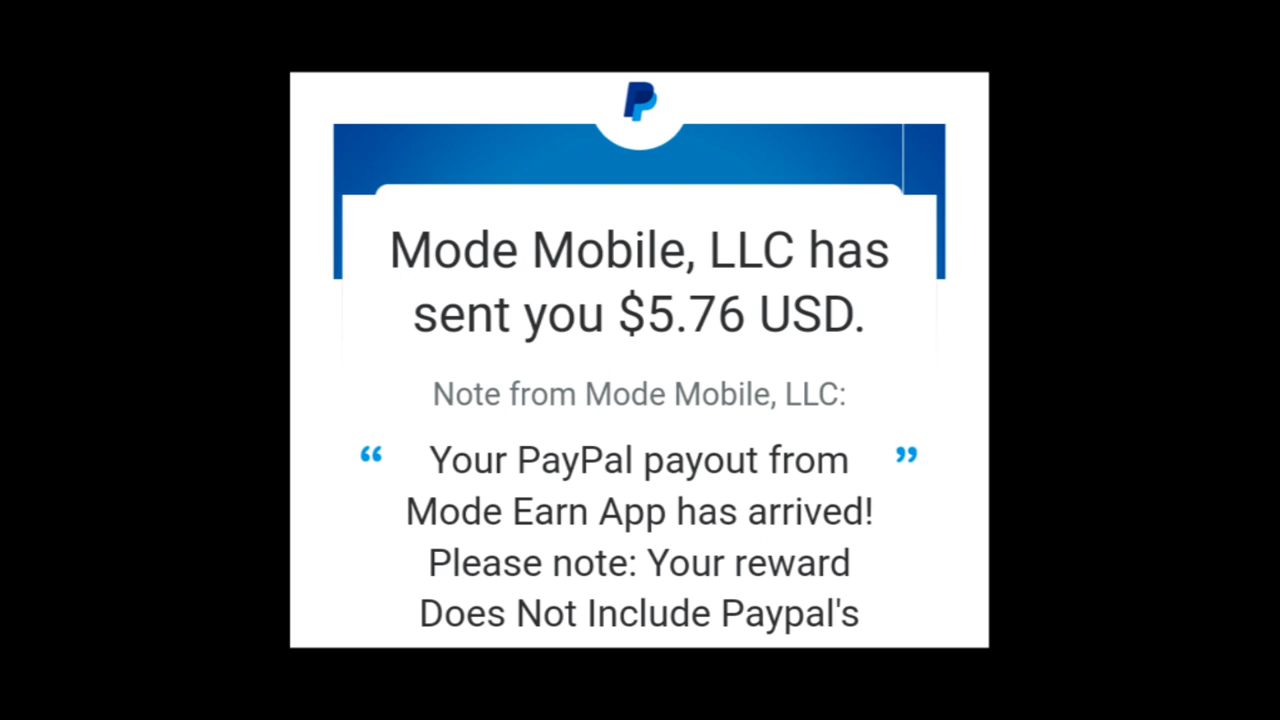 Mode Mobile, LLC has
sent you $5.76 USD.
Note from Mode Mobile, LLC:
“ Your PayPal payout from ”
Mode Earn App has arrived!
Please note: Your reward
Does Not Include Paypal's